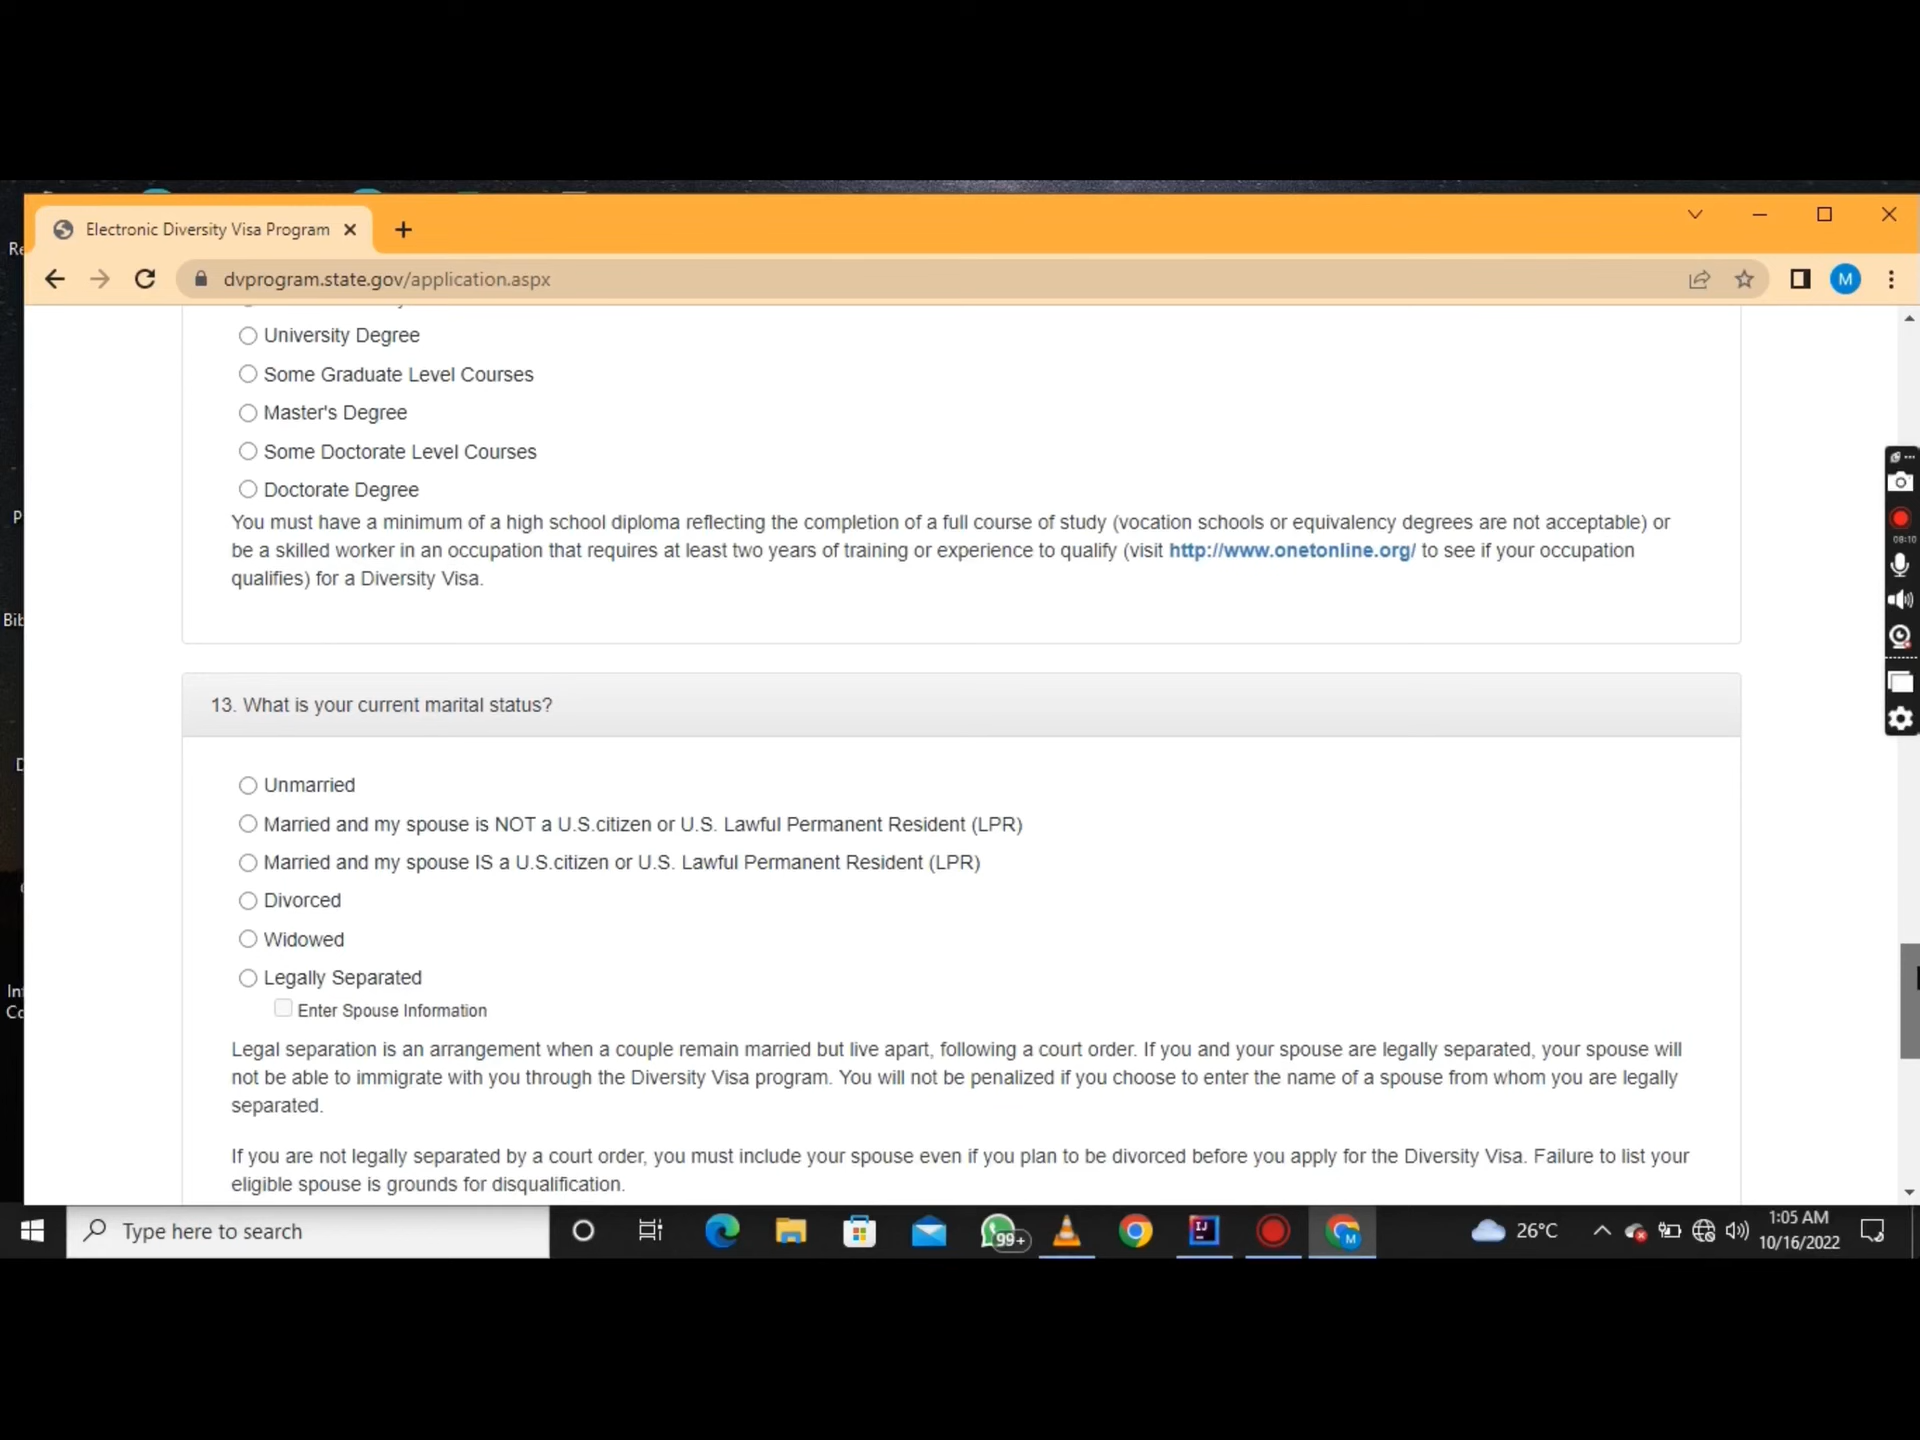 Electronic Diversity Visa Program
dvprogram.state.gov/application.aspx
M
University Degree
Some Graduate Level Courses
Master's Degree
Some Doctorate Level Courses
Doctorate Degree
You must have a minimum of a high school diploma reflecting the completion of a full course of study (vocation schools or equivalency degrees are not acceptable) or
be a skilled worker in an occupation that requires at least two years of training or experience to qualify (visit http://www.onetonline.org/ to see if your occupation
qualifies) for a Diversity Visa.
08:10
13. What is your current marital status?
Unmarried
Married and my spouse is NOT a U.S.citizen or U.S. Lawful Permanent Resident (LPR)
Married and my spouse IS a U.S.citizen or U.S. Lawful Permanent Resident (LPR)
Divorced
Widowed
Legally Separated
Enter Spouse Information
Legal separation is an arrangement when a couple remain married but live apart, following a court order. If you and your spouse are legally separated, your spouse will
not be able to immigrate with you through the Diversity Visa program. You will not be penalized if you choose to enter the name of a spouse from whom you are legally
separated.
If you are not legally separated by a court order, you must include your spouse even if you plan to be divorced before you apply for the Diversity Visa. Failure to list your
eligible spouse is grounds for disqualification.
Type here to search
99+
IJ
M
26°C
1:05 AM
10/16/2022